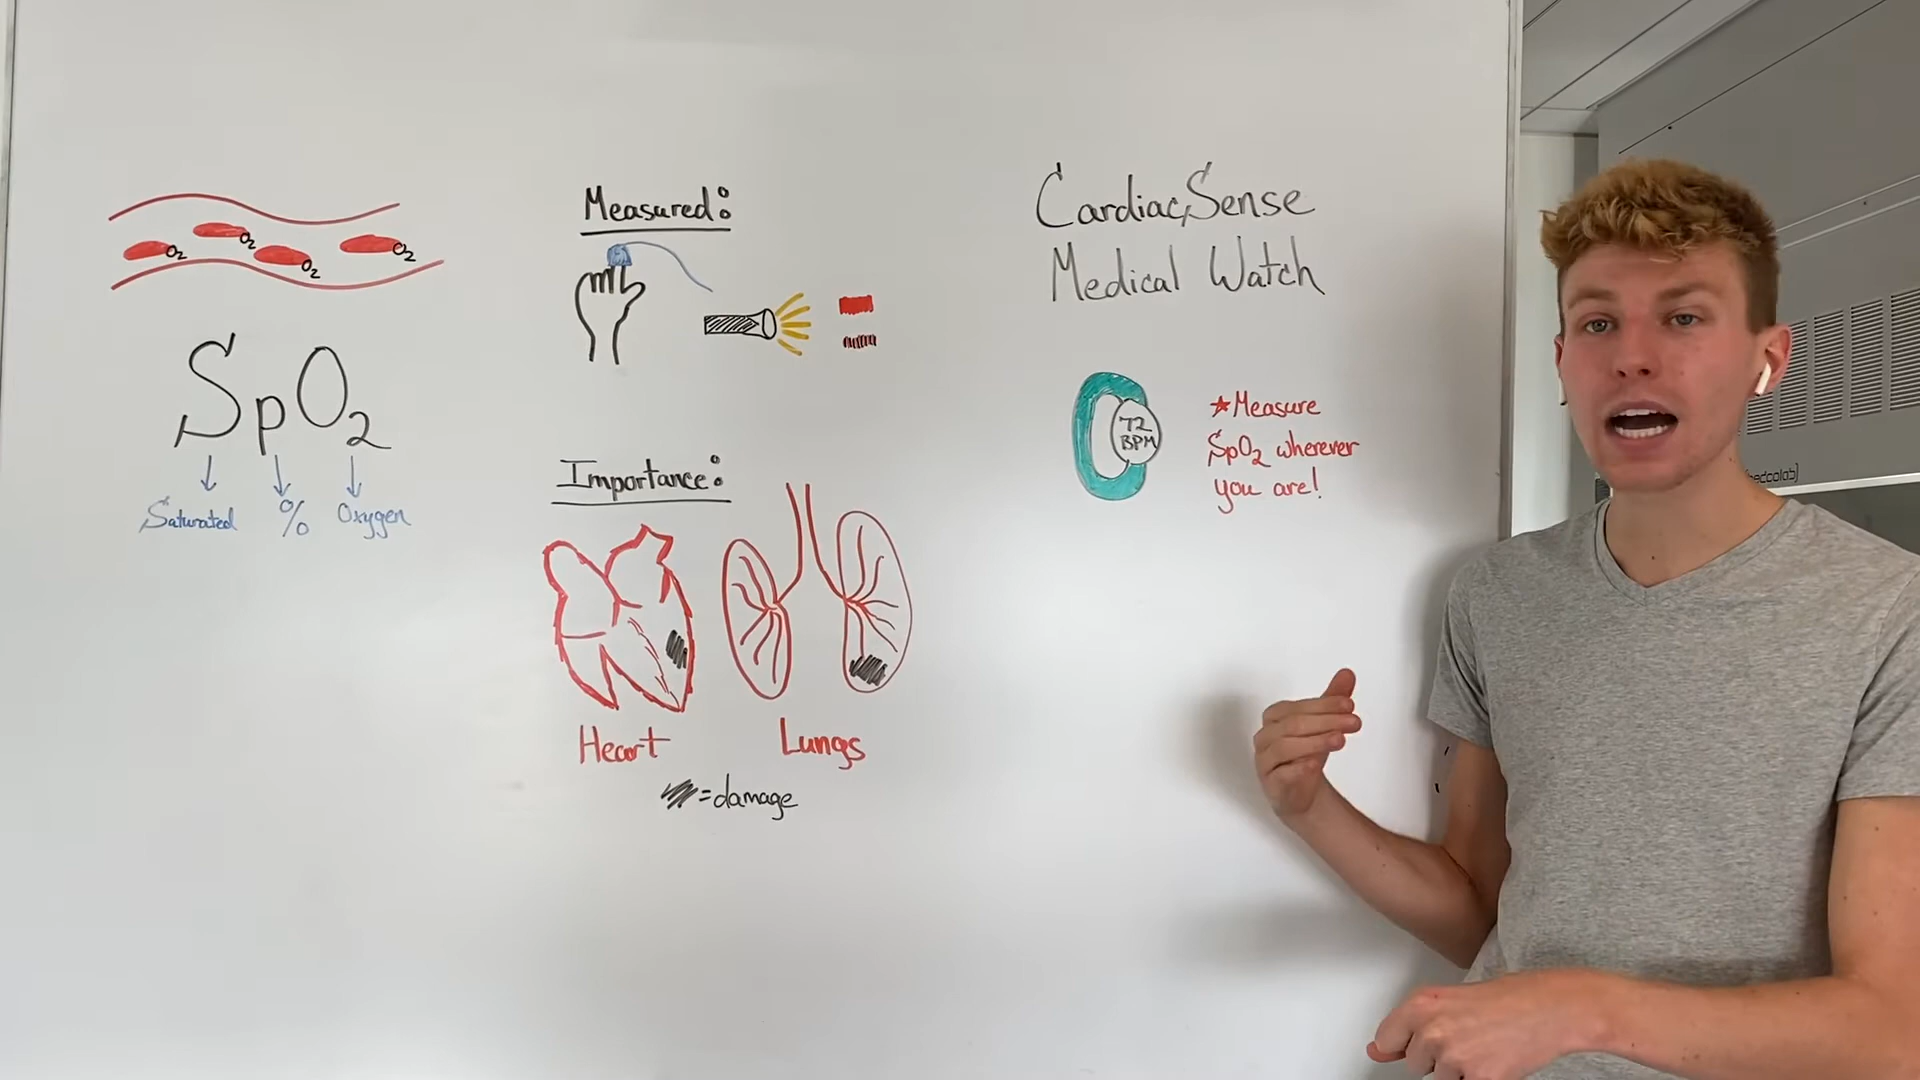 O₂
O₂
O₂
O₂
SpO₂
Saturated % Oxygen
Measured:
Importance:
Heart Lungs
=damage
CardiacSense
Medical Watch
72
BPM
★Measure
SpO₂ wherever
you are!